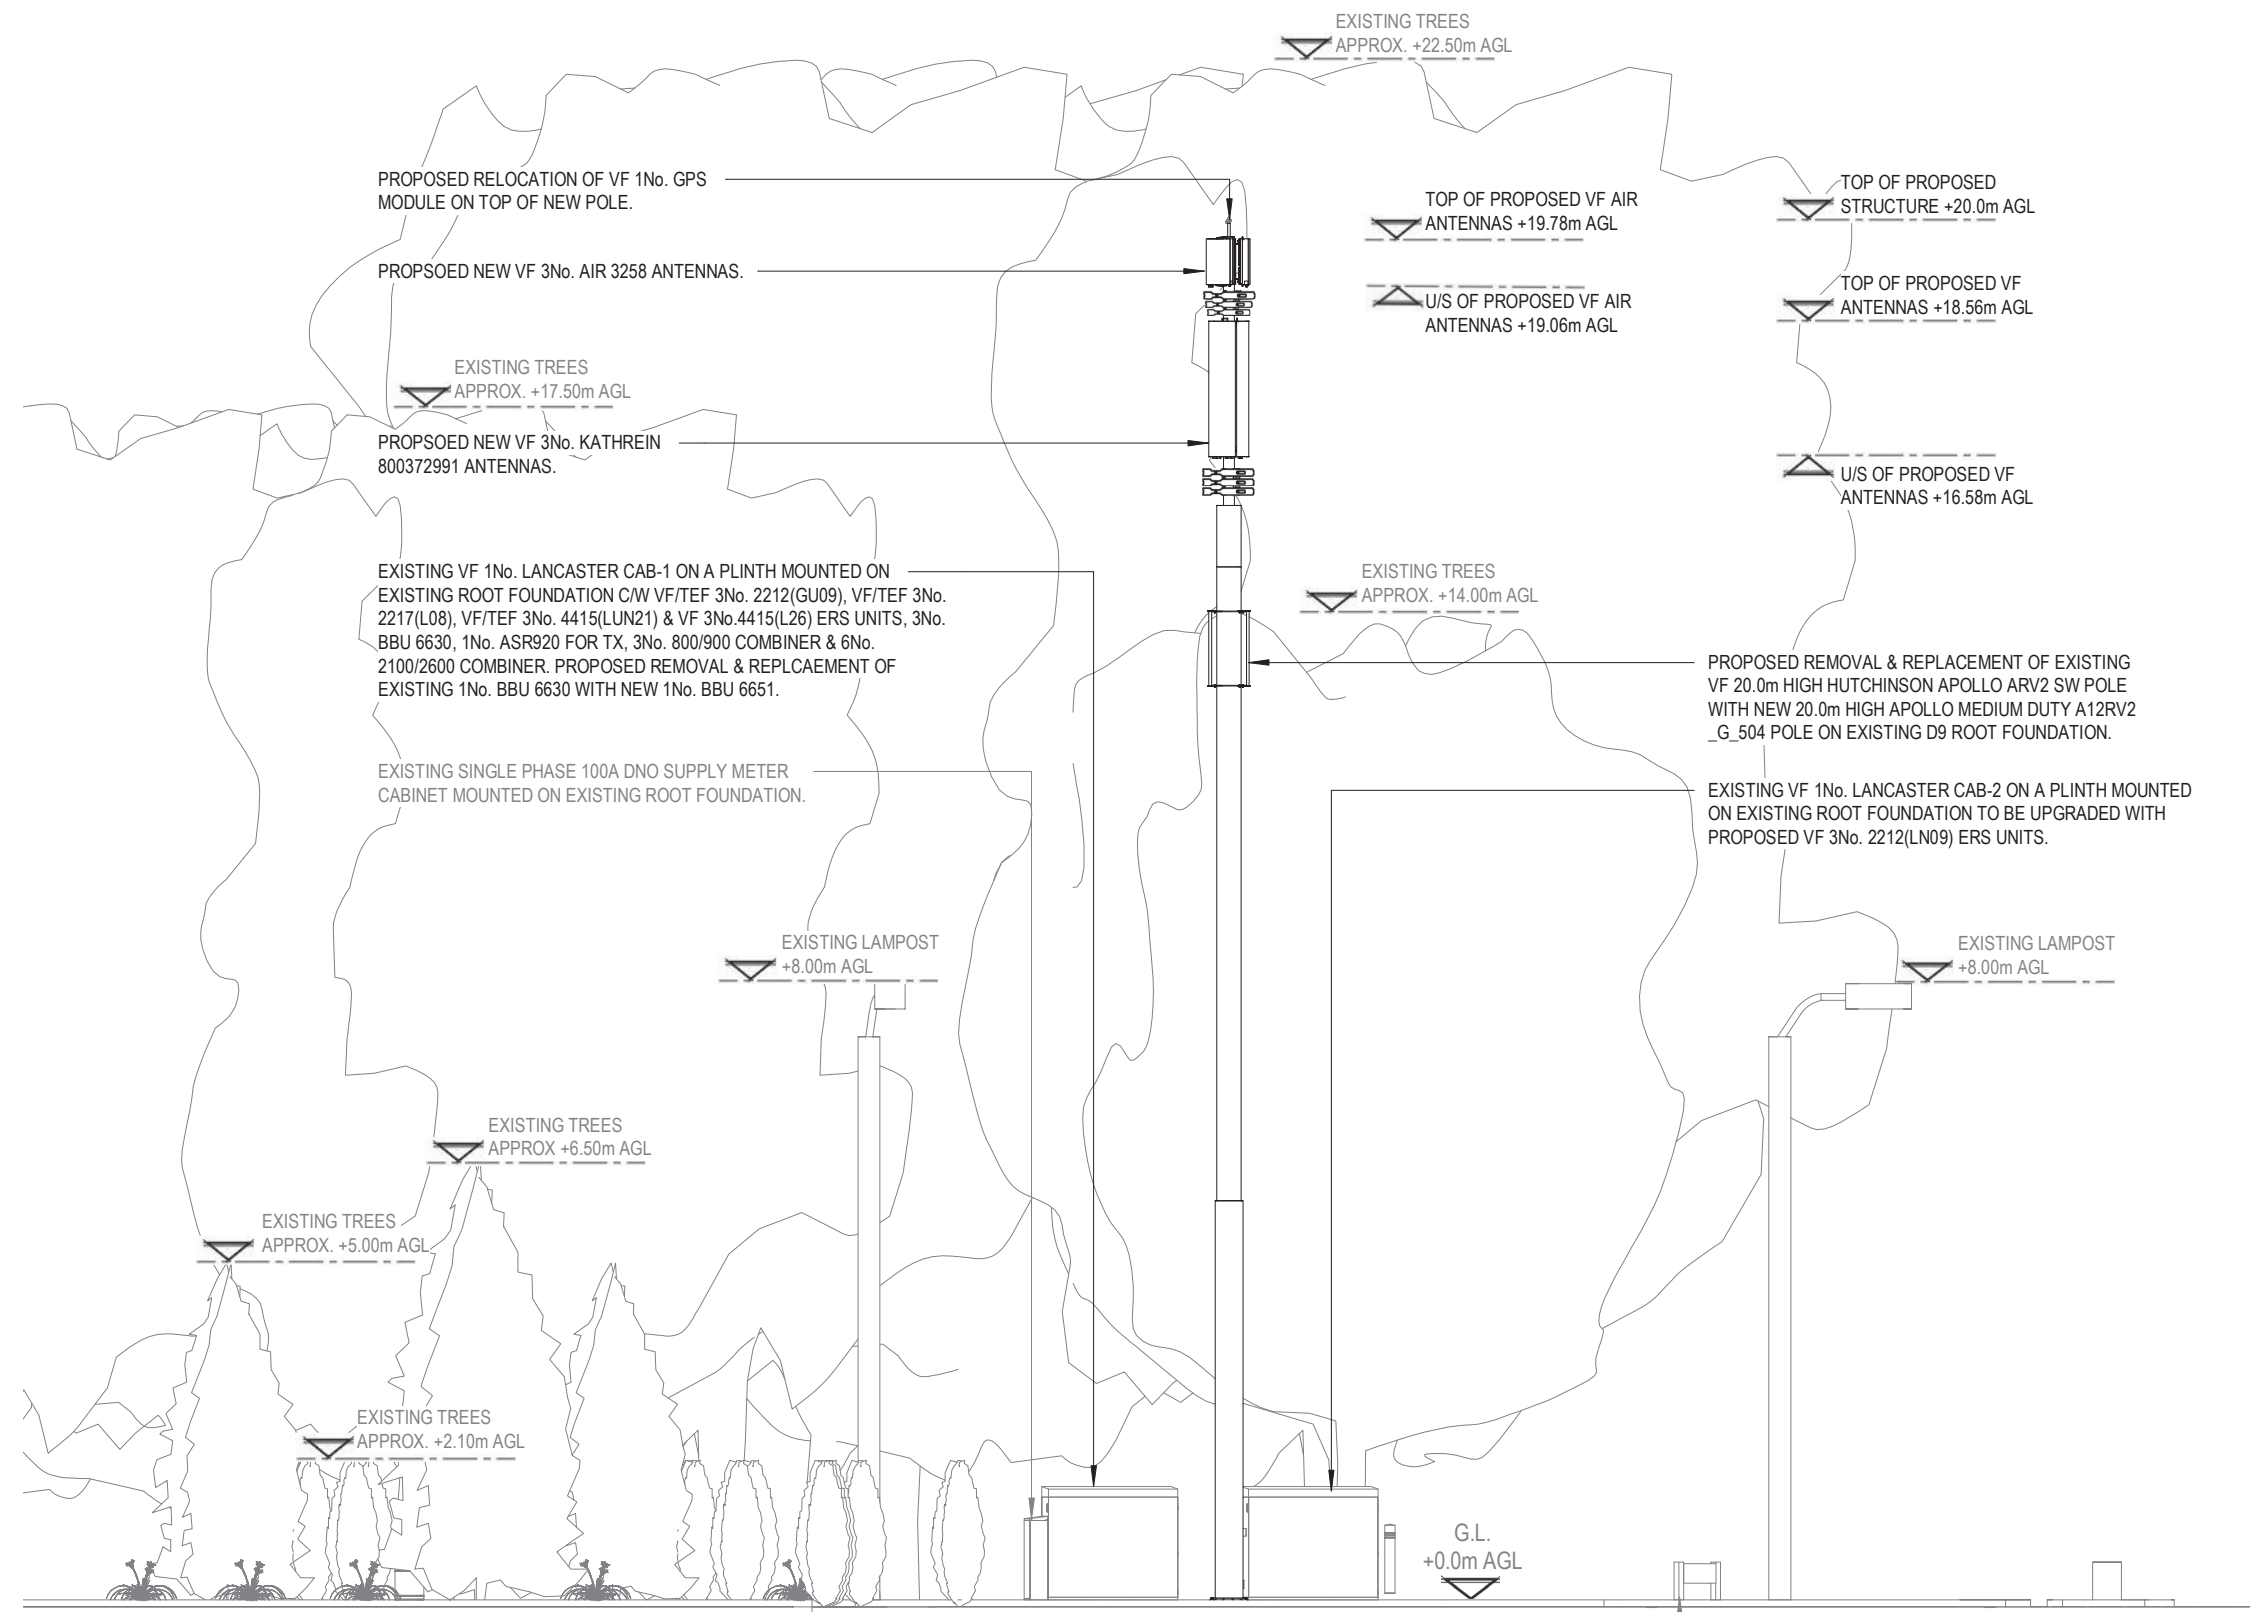 EXISTING TREES
APPROX. +22.50m AGL
PROPOSED RELOCATION OF VF 1No. GPS
MODULE ON TOP OF NEW POLE.
TOP OF PROPOSED VF AIR
ANTENNAS +19.78m AGL
TOP OF PROPOSED
STRUCTURE +20.0m AGL
PROPSOED NEW VF 3No. AIR 3258 ANTENNAS.
U/S OF PROPOSED VF AIR
ANTENNAS +19.06m AGL
TOP OF PROPOSED VF
ANTENNAS +18.56m AGL
EXISTING TREES
APPROX. +17.50m AGL
PROPSOED NEW VF 3No. KATHREIN
800372991 ANTENNAS.
U/S OF PROPOSED VF
ANTENNAS +16.58m AGL
EXISTING VF 1No. LANCASTER CAB-1 ON A PLINTH MOUNTED ON
EXISTING ROOT FOUNDATION C/W VF/TEF 3No. 2212(GU09), VF/TEF 3No.
2217(L08), VF/TEF 3No. 4415(LUN21) & VF 3No.4415(L26) ERS UNITS, 3No.
BBU 6630, 1No. ASR920 FOR TX, 3No. 800/900 COMBINER & 6No.
2100/2600 COMBINER. PROPOSED REMOVAL & REPLCAEMENT OF
EXISTING 1No. BBU 6630 WITH NEW 1No. BBU 6651.
EXISTING TREES
APPROX. +14.00m AGL
PROPOSED REMOVAL & REPLACEMENT OF EXISTING
VF 20.0m HIGH HUTCHINSON APOLLO ARV2 SW POLE
WITH NEW 20.0m HIGH APOLLO MEDIUM DUTY A12RV2
_G_504 POLE ON EXISTING D9 ROOT FOUNDATION.
EXISTING SINGLE PHASE 100A DNO SUPPLY METER
CABINET MOUNTED ON EXISTING ROOT FOUNDATION.
EXISTING VF 1No. LANCASTER CAB-2 ON A PLINTH MOUNTED
ON EXISTING ROOT FOUNDATION TO BE UPGRADED WITH
PROPOSED VF 3No. 2212(LN09) ERS UNITS.
EXISTING LAMPOST
+8.00m AGL
EXISTING LAMPOST
+8.00m AGL
EXISTING TREES
APPROX +6.50m AGL
EXISTING TREES
APPROX. +5.00m AGL
EXISTING TREES
APPROX. +2.10m AGL
G.L.
+0.0m AGL